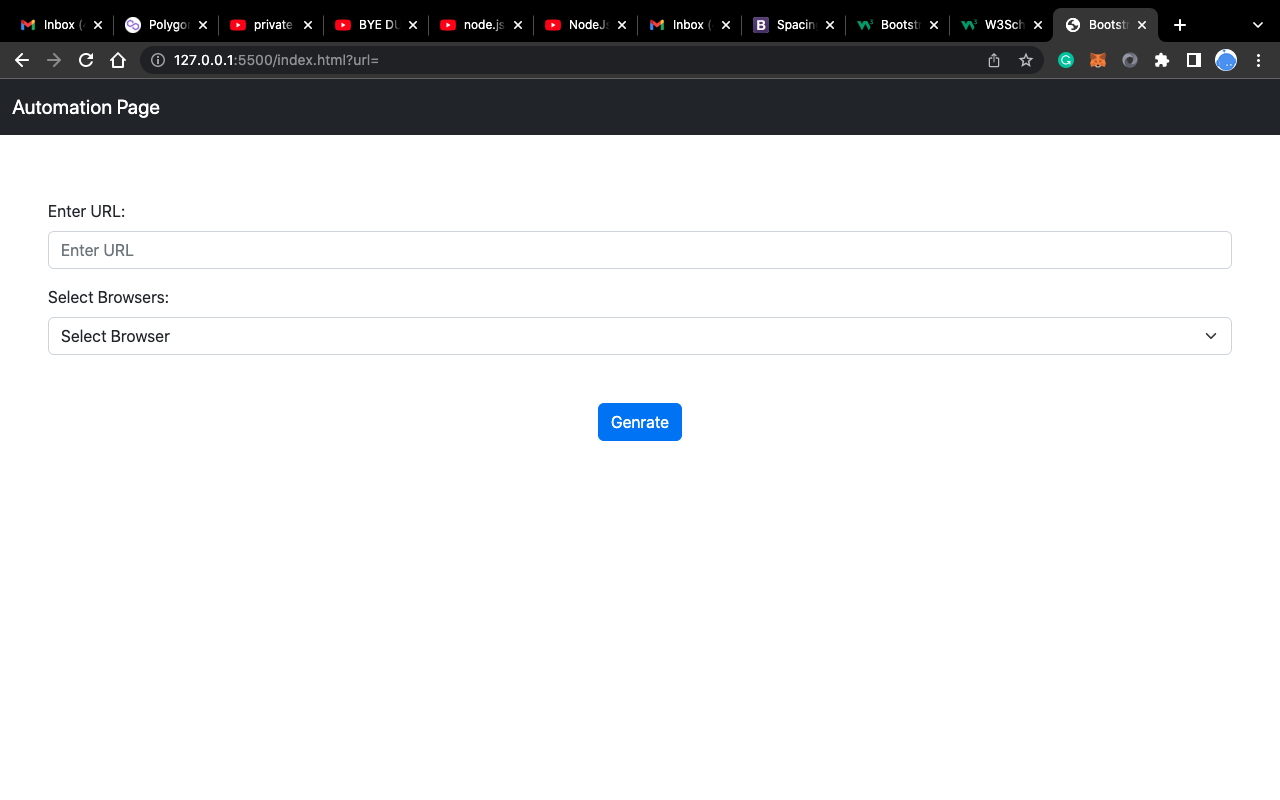 Inbox ( Polygo private BYE DU node.js NodeJ Inbox ( Spacin Bootst W3Sch Bootst
127.0.0.1:5500/index.html?url=
Automation Page
Enter URL:
Enter URL
Select Browsers:
Select Browser
Genrate